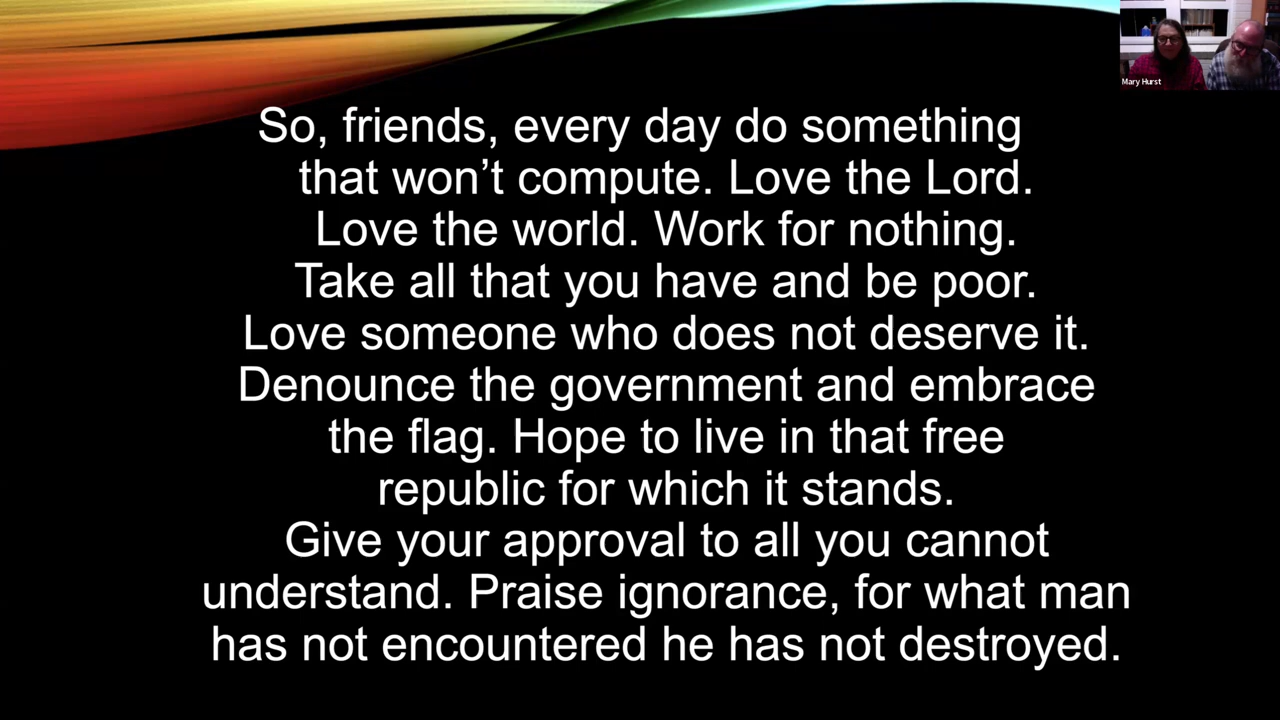 Mary Hurst
So, friends, every day do something
that won’t compute. Love the Lord.
Love the world. Work for nothing.
Take all that you have and be poor.
Love someone who does not deserve it.
Denounce the government and embrace
the flag. Hope to live in that free
republic for which it stands.
Give your approval to all you cannot
understand. Praise ignorance, for what man
has not encountered he has not destroyed.